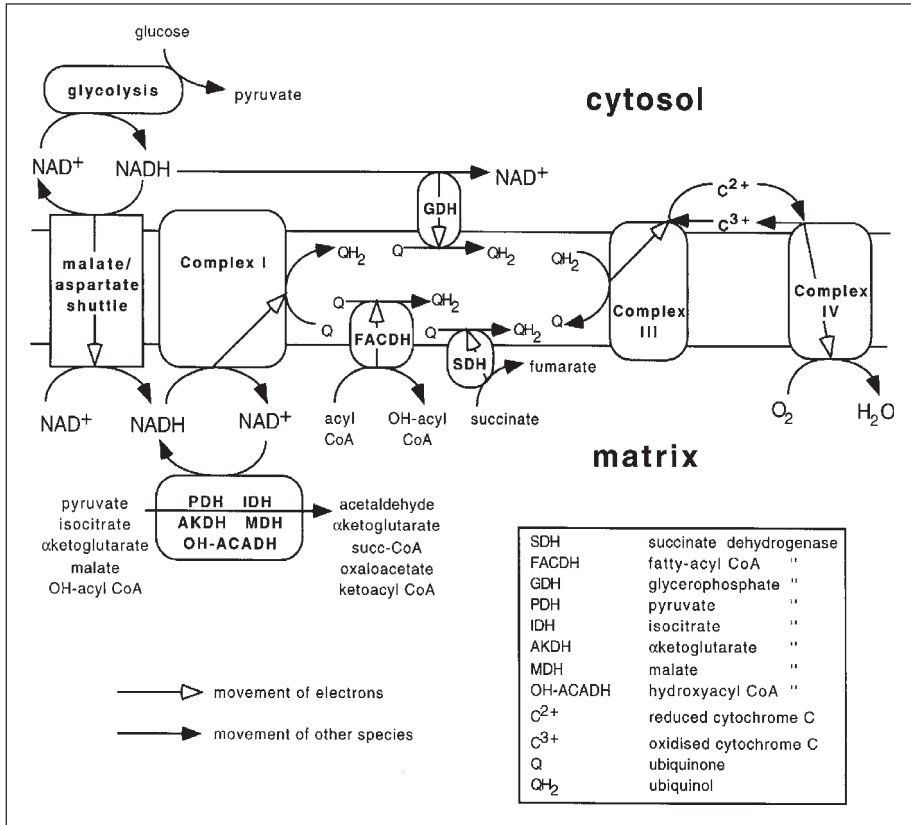 glucose
glycolysis
pyruvate
cytosol
NAD+
NADH
NAD+
GDH
C2+
C3+
malate/
aspartate
shuttle
Complex I
QH2
Q
QH2
QH2
Q
Complex
III
Complex
IV
Q
Q
QH2
FACDH
Q
QH2
SDH
fumarate
NAD+
NADH
NAD+
acyl
CoA
OH-acyl
CoA
succinate
O2
H2O
matrix
pyruvate
isocitrate
αketoglutarate
malate
OH-acyl CoA
PDH IDH
AKDH MDH
OH-ACADH
acetaldehyde
αketoglutarate
succ-CoA
oxaloacetate
ketoacyl CoA
SDH succinate dehydrogenase
FACDH fatty-acyl CoA "
GDH glycerophosphate "
PDH pyruvate "
IDH isocitrate "
AKDH αketoglutarate "
MDH malate "
OH-ACADH hydroxyacyl CoA "
C2+ reduced cytochrome C
C3+ oxidised cytochrome C
Q ubiquinone
QH2 ubiquinol
movement of electrons
movement of other species